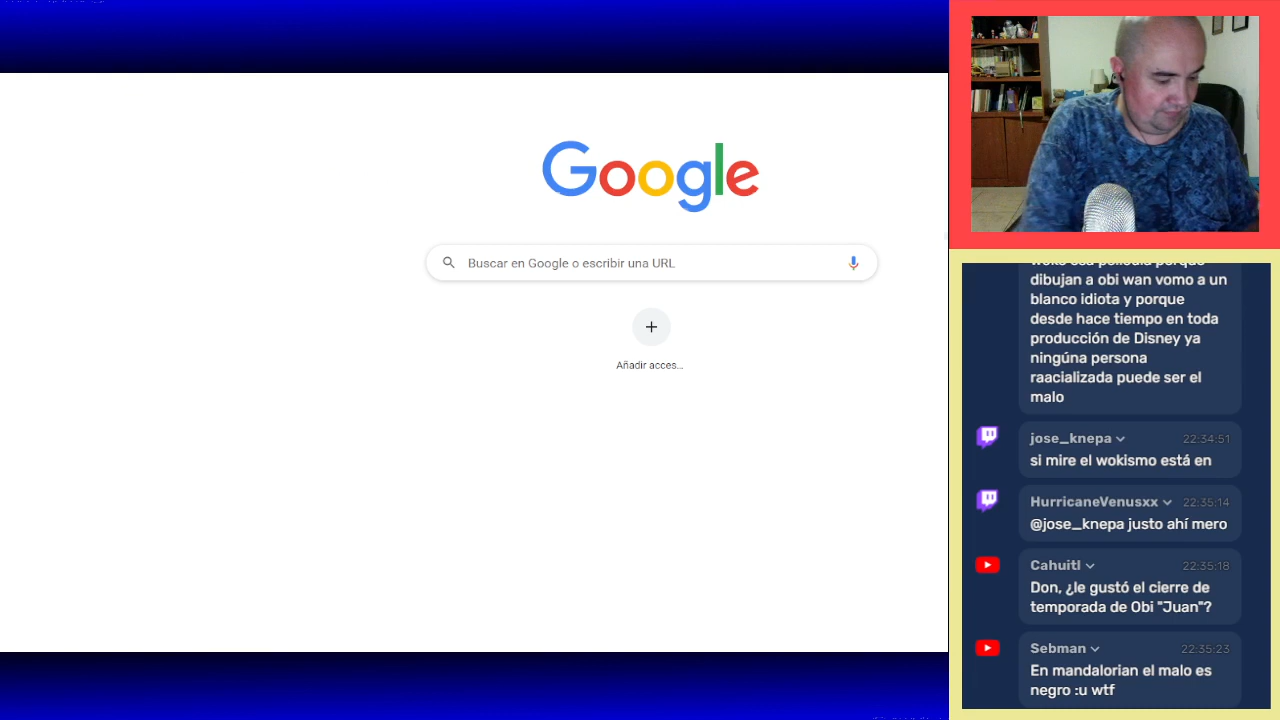 Google
Buscar en Google o escribir una URL
Añadir acces...
dibujan a obi wan vomo a un
blanco idiota y porque
desde hace tiempo en toda
producción de Disney ya
ningúna persona
raacializada puede ser el
malo
jose_knepa 22:34:51
si mire el wokismo está en
HurricaneVenusxx 22:35:14
@jose_knepa justo ahí mero
Cahuitl 22:35:18
Don, ¿le gustó el cierre de
temporada de Obi "Juan"?
Sebman 22:35:23
En mandalorian el malo es
negro :u wtf